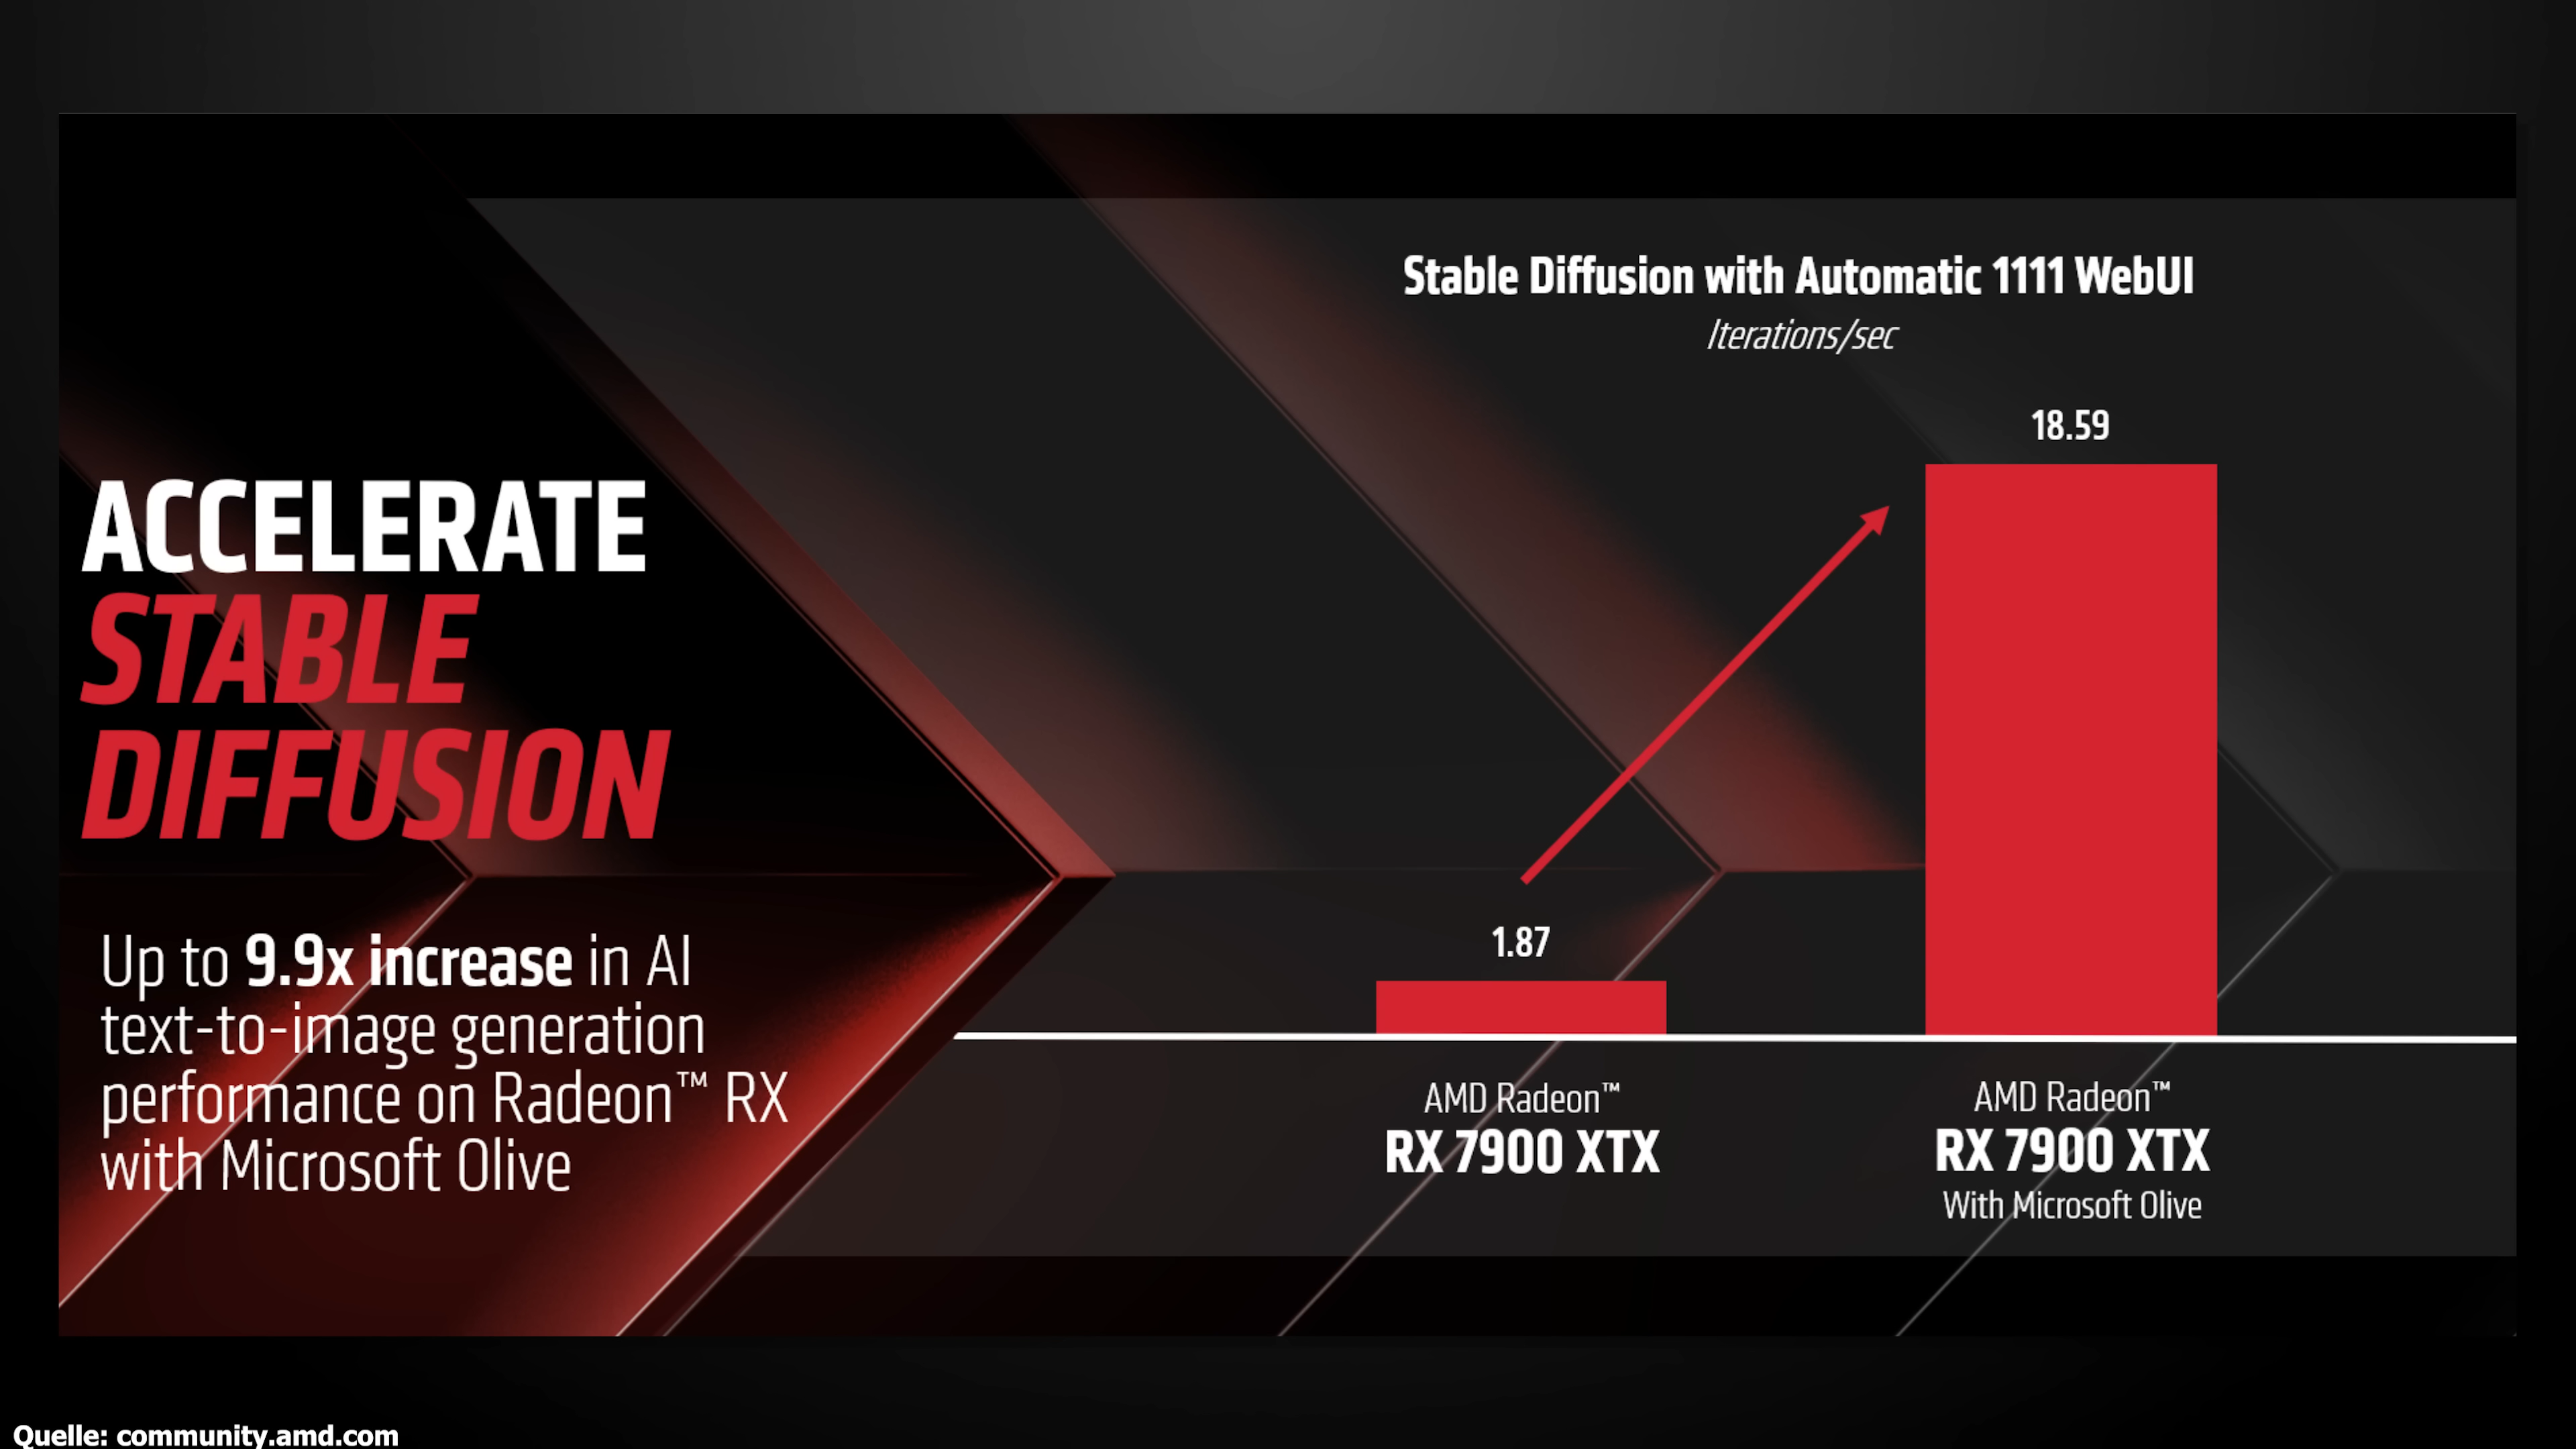 ACCELERATE
STABLE
DIFFUSION
Up to 9.9x increase in AI
text-to-image generation
performance on Radeon™ RX
with Microsoft Olive
Stable Diffusion with Automatic 1111 WebUI
Iterations/sec
18.59
1.87
AMD Radeon™
RX 7900 XTX
AMD Radeon™
RX 7900 XTX
With Microsoft Olive
Quelle: community.amd.com